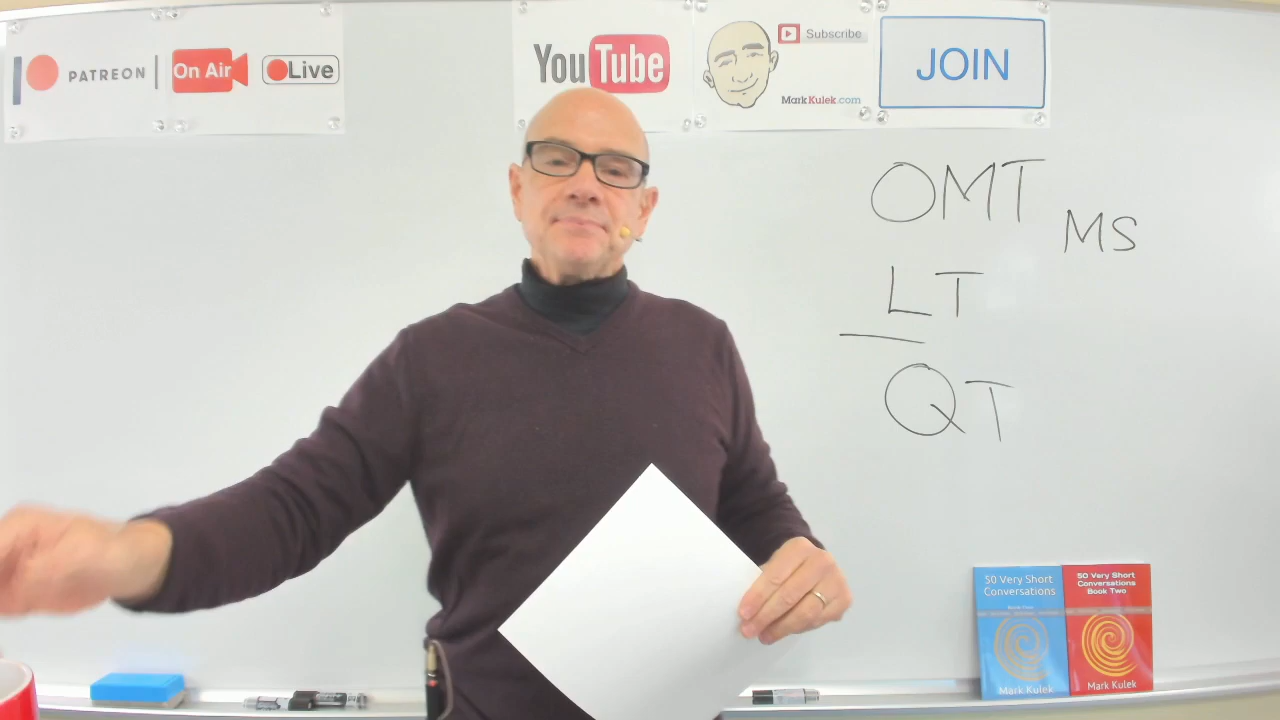 PATREON
On Air
Live
YouTube
Subscribe
MarkKulek.com
JOIN
OMT
MS
LT
QT
50 Very Short
Conversations
Mark Kulek
50 Very Short
Conversations
Book Two
Mark Kulek